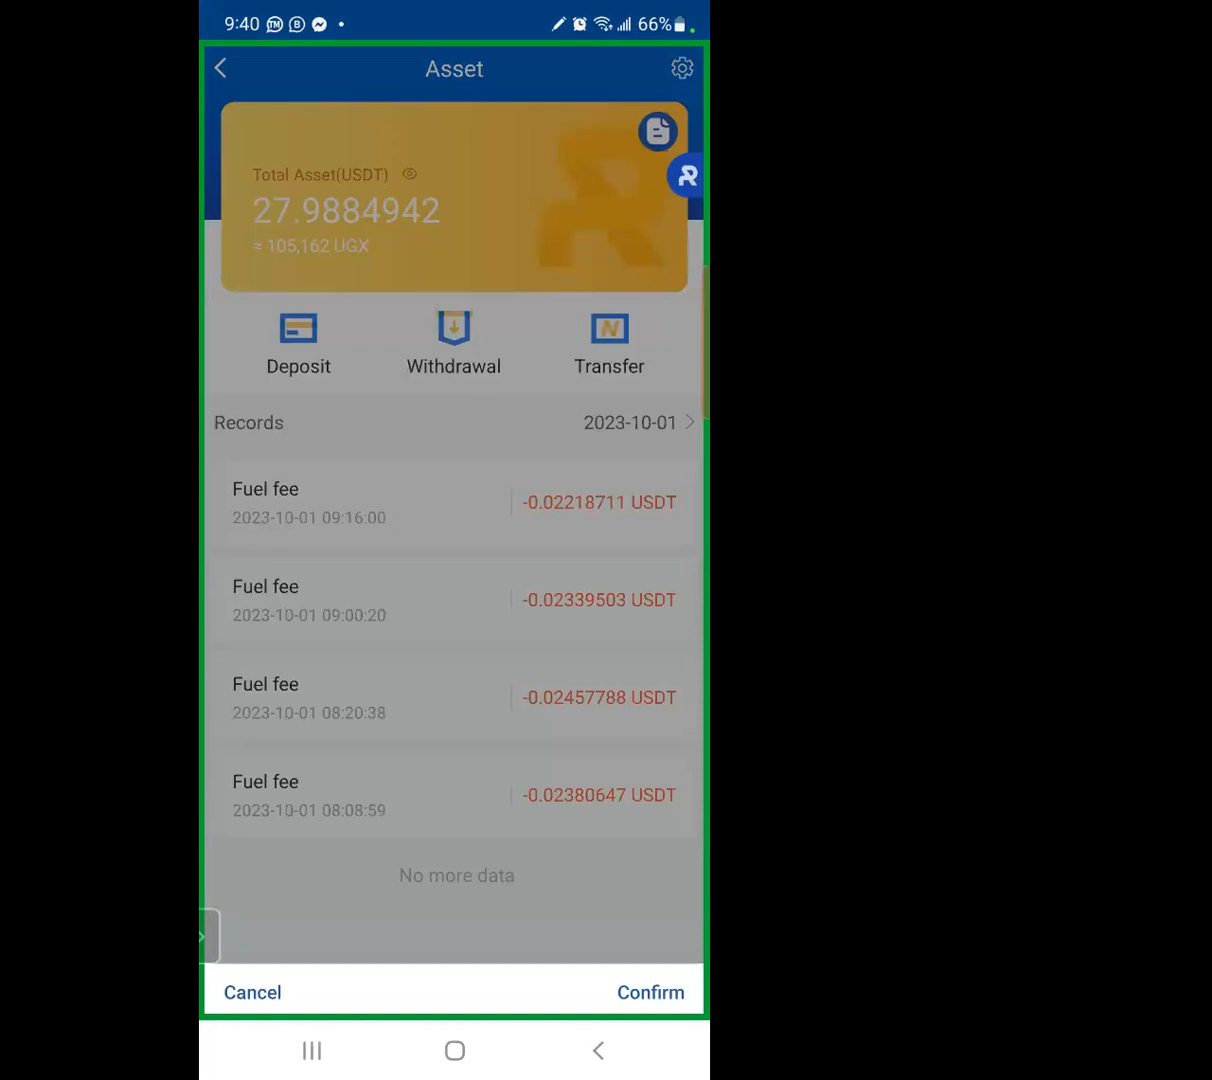 9:40 66%
Asset
Total Asset(USDT)
27.9884942
≈ 105,162 UGX
Deposit Withdrawal Transfer
Records 2023-10-01
Fuel fee
-0.02218711 USDT
2023-10-01 09:16:00
Fuel fee
-0.02339503 USDT
2023-10-01 09:00:20
Fuel fee
-0.02457788 USDT
2023-10-01 08:20:38
Fuel fee
-0.02380647 USDT
2023-10-01 08:08:59
No more data
Cancel Confirm